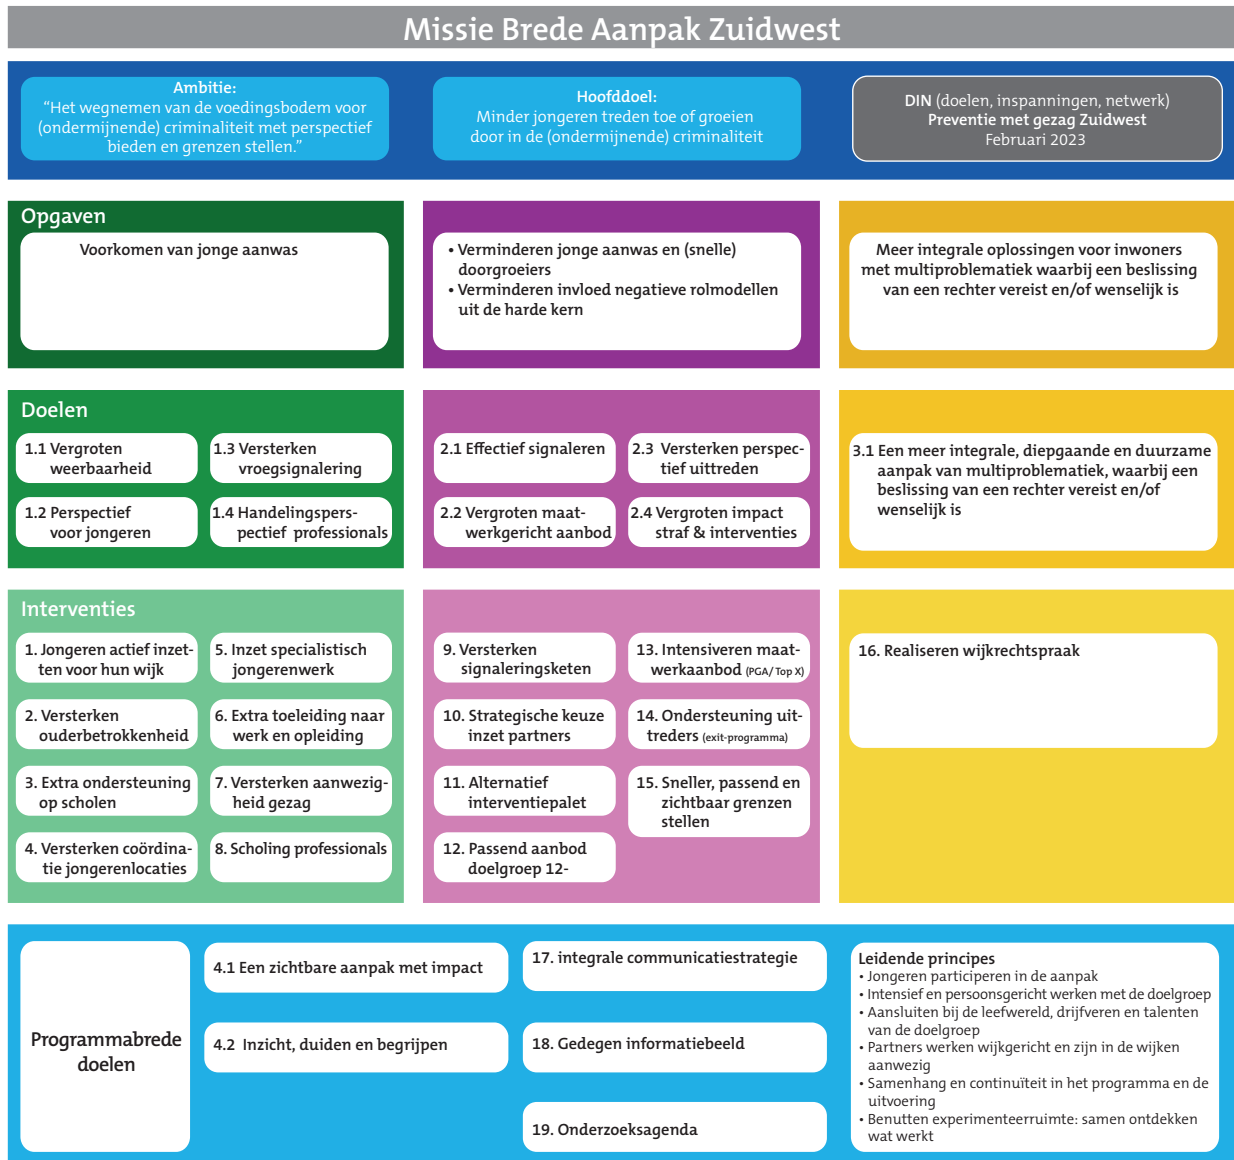 Missie Brede Aanpak Zuidwest
Ambitie:
“Het wegnemen van de voedingsbodem voor
(ondermijnende) criminaliteit met perspectief
bieden en grenzen stellen.”
Hoofddoel:
Minder jongeren treden toe of groeien
door in de (ondermijnende) criminaliteit
DIN (doelen, inspanningen, netwerk)
Preventie met gezag Zuidwest
Februari 2023
Opgaven
Voorkomen van jonge aanwas
• Verminderen jonge aanwas en (snelle)
doorgroeiers
• Verminderen invloed negatieve rolmodellen
uit de harde kern
Meer integrale oplossingen voor inwoners
met multiproblematiek waarbij een beslissing
van een rechter vereist en/of wenselijk is
Doelen
1.1 Vergroten
weerbaarheid
1.2 Perspectief
voor jongeren
1.3 Versterken
vroegsignalering
1.4 Handelingspers-
pectief professionals
2.1 Effectief signaleren
2.2 Vergroten maat-
werkgericht aanbod
2.3 Versterken perspec-
tief uittreden
2.4 Vergroten impact
straf & interventies
3.1 Een meer integrale, diepgaande en duurzame
aanpak van multiproblematiek, waarbij een
beslissing van een rechter vereist en/of
wenselijk is
Interventies
1. Jongeren actief inzet-
ten voor hun wijk
2. Versterken
ouderbetrokkenheid
3. Extra ondersteuning
op scholen
4. Versterken coördina-
tie jongerenlocaties
5. Inzet specialistisch
jongerenwerk
6. Extra toeleiding naar
werk en opleiding
7. Versterken aanwezig-
heid gezag
8. Scholing professionals
9. Versterken
signaleringsketen
10. Strategische keuze
inzet partners
11. Alternatief
interventiepalet
12. Passend aanbod
doelgroep 12-
13. Intensiveren maat-
werkaanbod (PGA/ Top X)
14. Ondersteuning uit-
treders (exit-programma)
15. Sneller, passend en
zichtbaar grenzen
stellen
16. Realiseren wijkrechtspraak
Programmabrede
doelen
4.1 Een zichtbare aanpak met impact
4.2 Inzicht, duiden en begrijpen
17. integrale communicatiestrategie
18. Gedegen informatiebeeld
19. Onderzoeksagenda
Leidende principes
• Jongeren participeren in de aanpak
• Intensief en persoonsgericht werken met de doelgroep
• Aansluiten bij de leefwereld, drijfveren en talenten
van de doelgroep
• Partners werken wijkgericht en zijn in de wijken
aanwezig
• Samenhang en continuïteit in het programma en de
uitvoering
• Benutten experimenteerruimte: samen ontdekken
wat werkt